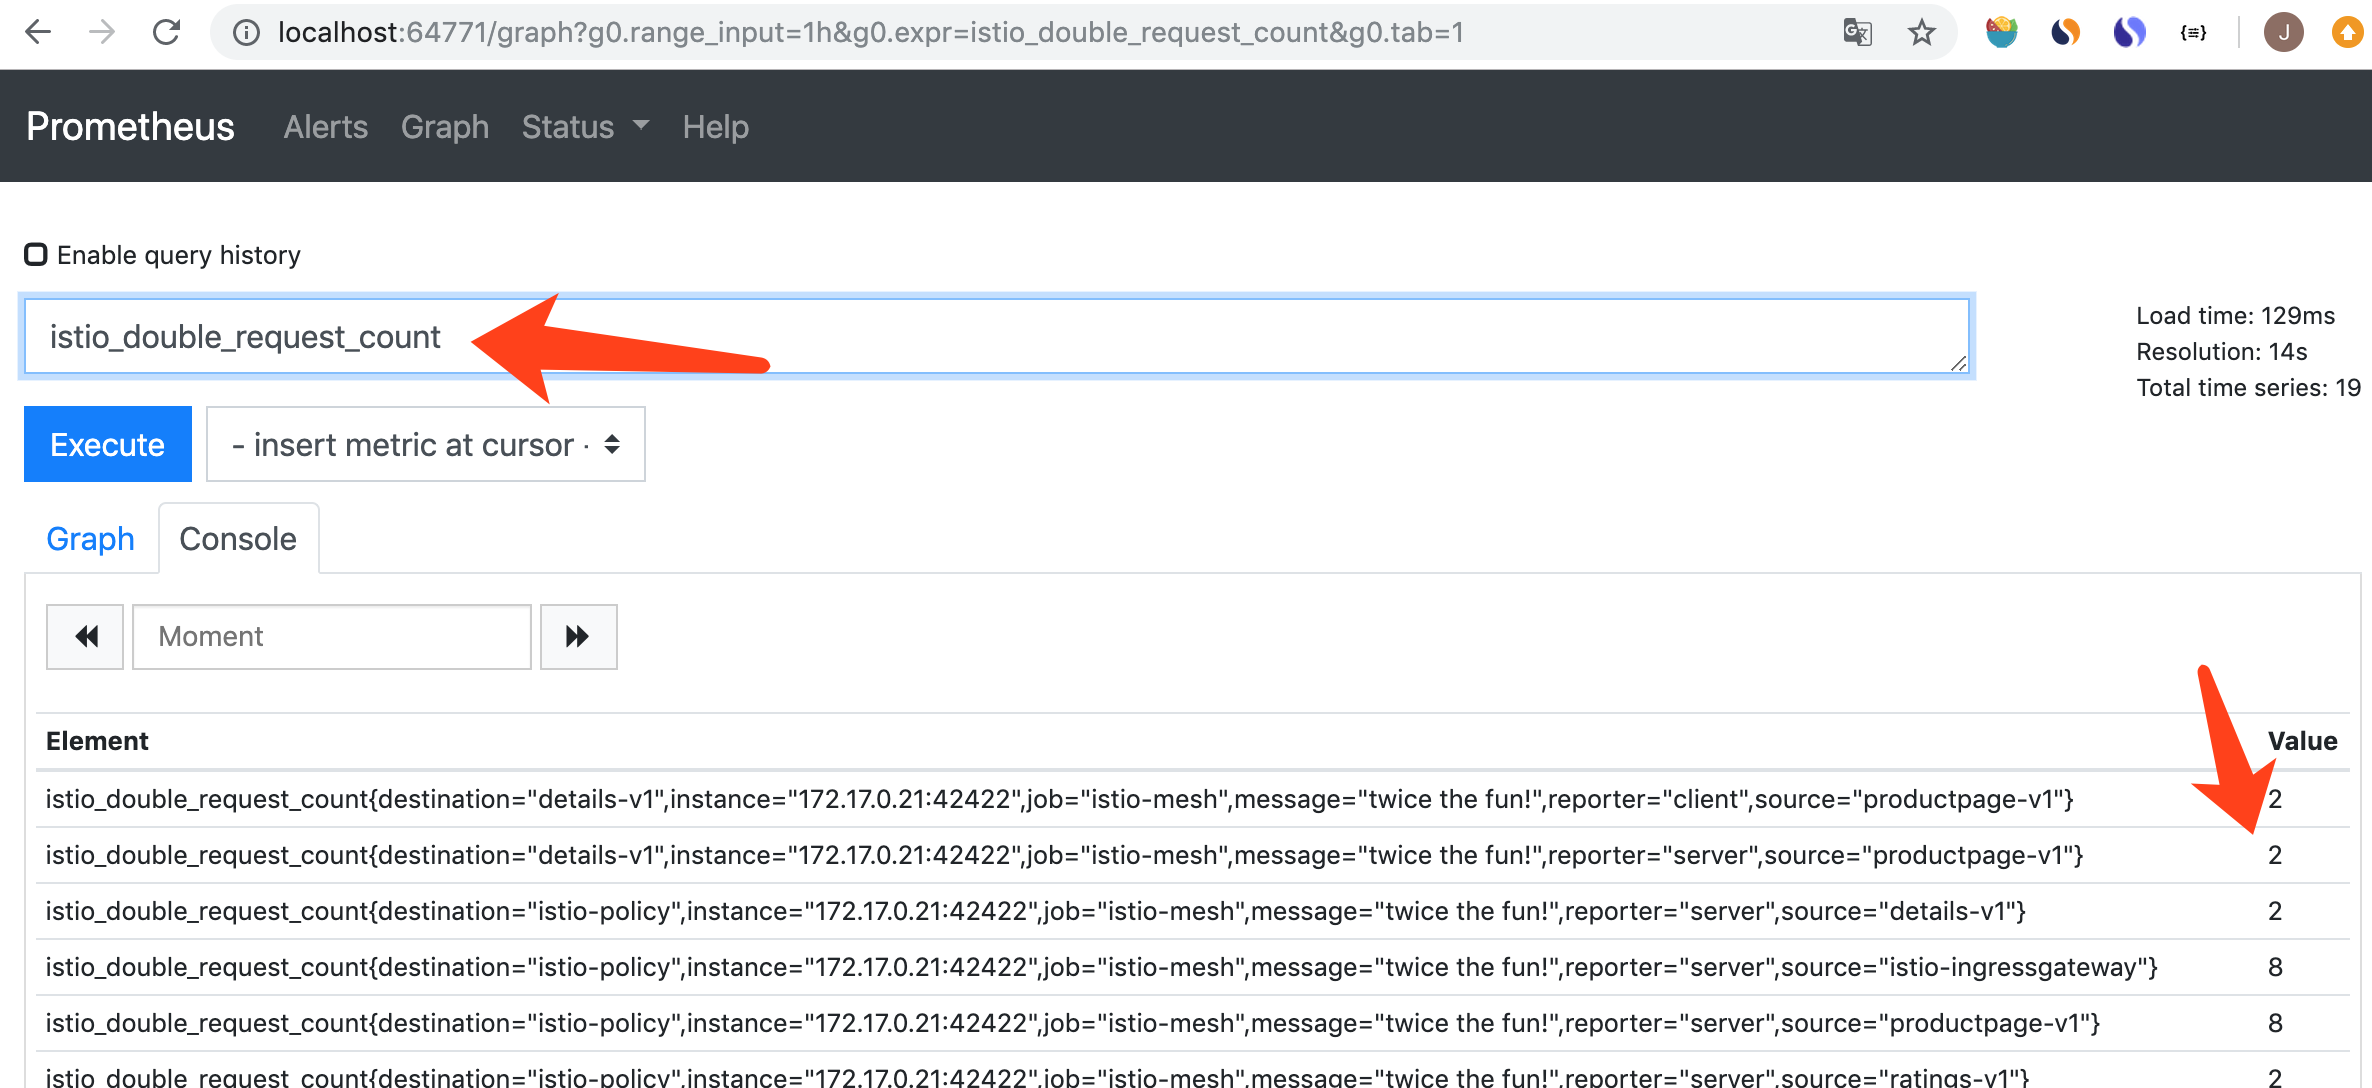 localhost:64771/graph?g0.range_input=1h&g0.expr=istio_double_request_count&g0.tab=1
J
Prometheus Alerts Graph Status Help
Enable query history
istio_double_request_count
Load time: 129ms
Resolution: 14s
Total time series: 19
Execute
- insert metric at cursor -
Graph Console
Moment
Element Value
istio_double_request_count{destination="details-v1",instance="172.17.0.21:42422",job="istio-mesh",message="twice the fun!",reporter="client",source="productpage-v1"} 2
istio_double_request_count{destination="details-v1",instance="172.17.0.21:42422",job="istio-mesh",message="twice the fun!",reporter="server",source="productpage-v1"} 2
istio_double_request_count{destination="istio-policy",instance="172.17.0.21:42422",job="istio-mesh",message="twice the fun!",reporter="server",source="details-v1"} 2
istio_double_request_count{destination="istio-policy",instance="172.17.0.21:42422",job="istio-mesh",message="twice the fun!",reporter="server",source="istio-ingressgateway"} 8
istio_double_request_count{destination="istio-policy",instance="172.17.0.21:42422",job="istio-mesh",message="twice the fun!",reporter="server",source="productpage-v1"} 8
istio_double_request_count{destination="istio-policy",instance="172.17.0.21:42422",job="istio-mesh",message="twice the fun!",reporter="server",source="ratings-v1"} 2